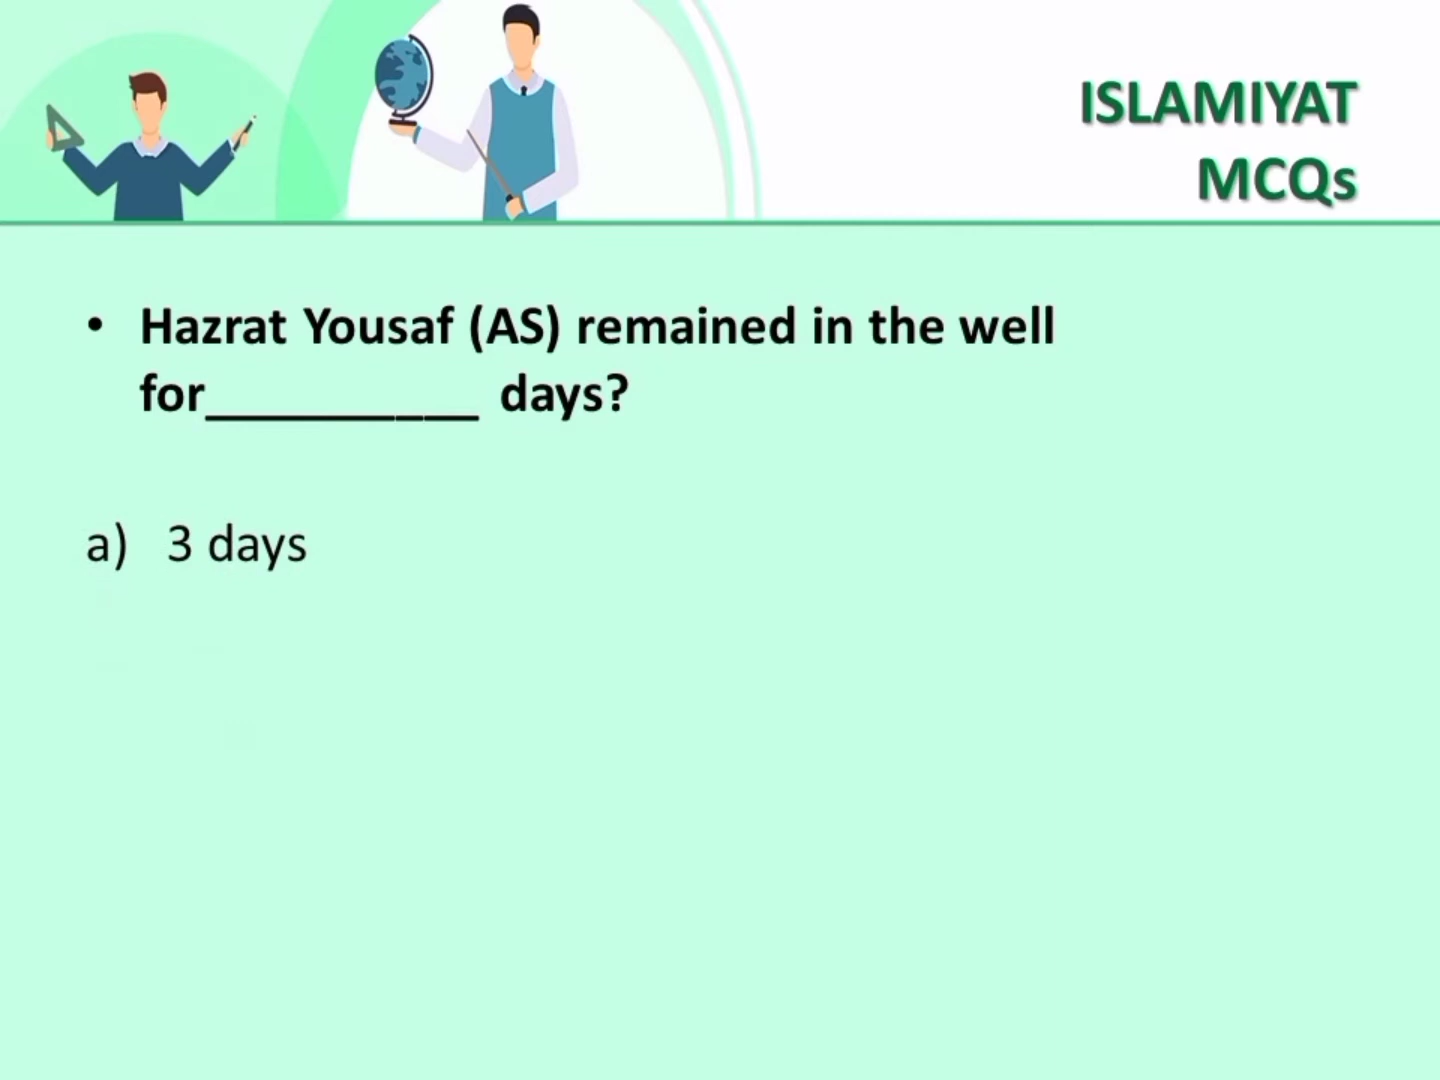 ISLAMIYAT
MCQs
• Hazrat Yousaf (AS) remained in the well
for__________ days?
a) 3 days